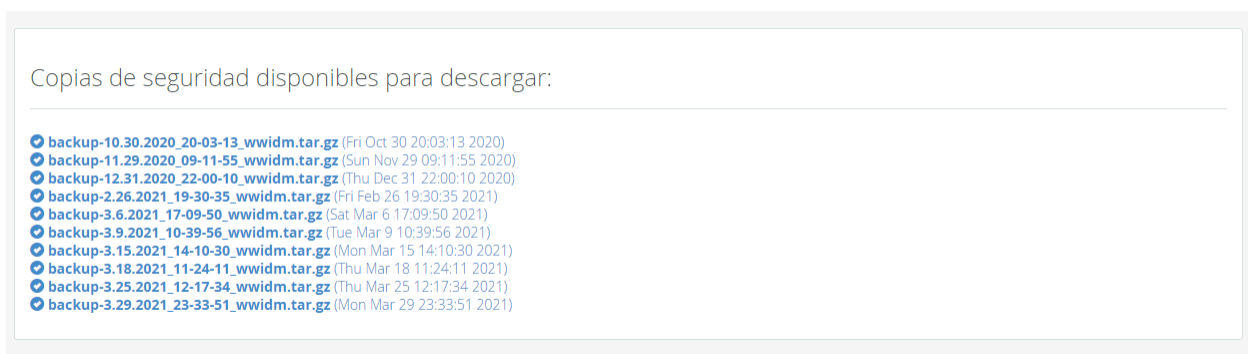 Copias de seguridad disponibles para descargar:
backup-10.30.2020_20-03-13_wwidm.tar.gz (Fri Oct 30 20:03:13 2020)
backup-11.29.2020_09-11-55_wwidm.tar.gz (Sun Nov 29 09:11:55 2020)
backup-12.31.2020_22-00-10_wwidm.tar.gz (Thu Dec 31 22:00:10 2020)
backup-2.26.2021_19-30-35_wwidm.tar.gz (Fri Feb 26 19:30:35 2021)
backup-3.6.2021_17-09-50_wwidm.tar.gz (Sat Mar 6 17:09:50 2021)
backup-3.9.2021_10-39-56_wwidm.tar.gz (Tue Mar 9 10:39:56 2021)
backup-3.15.2021_14-10-30_wwidm.tar.gz (Mon Mar 15 14:10:30 2021)
backup-3.18.2021_11-24-11_wwidm.tar.gz (Thu Mar 18 11:24:11 2021)
backup-3.25.2021_12-17-34_wwidm.tar.gz (Thu Mar 25 12:17:34 2021)
backup-3.29.2021_23-33-51_wwidm.tar.gz (Mon Mar 29 23:33:51 2021)